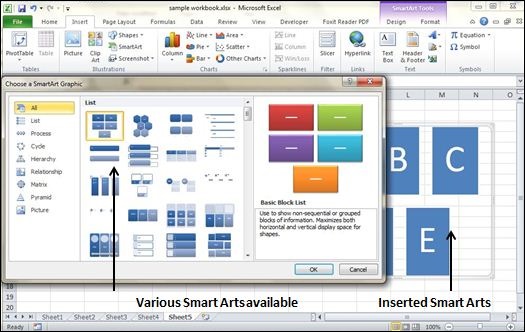 sample workbook.xlsx - Microsoft Excel
SmartArt Tools
File Home Insert Page Layout Formulas Data Review View Developer Foxit Reader PDF Design Format
PivotTable Table Picture Clip Art Shapes SmartArt Screenshot Column Line Pie Bar Area Scatter Other Charts Line Column Win/Loss Slicer Hyperlink Text Box Header & Footer Equation Symbol
Tables Illustrations Charts Sparklines Filter Links Text Symbols
Choose a SmartArt Graphic
All
List
Process
Cycle
Hierarchy
Relationship
Matrix
Pyramid
Picture
List
Basic Block List
Use to show non-sequential or grouped
blocks of information. Maximizes both
horizontal and vertical display space for
shapes.
OK Cancel
L M N O
B C
E
18
19
20
Various Smart Arts available Inserted Smart Arts
Sheet1 Sheet2 Sheet3 Sheet4 Sheet5
Ready 100%